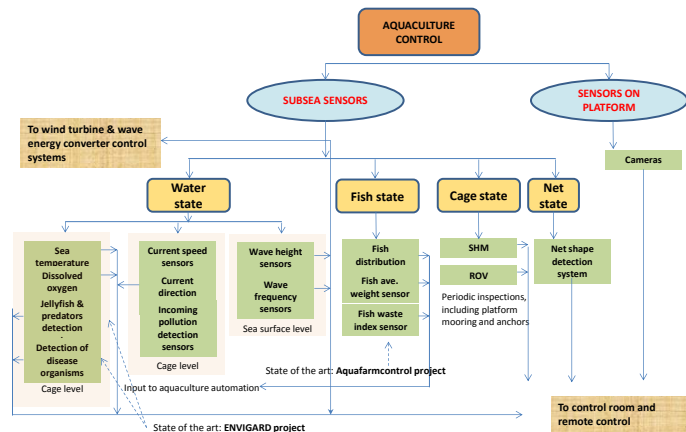 AQUACULTURE
CONTROL
SUBSEA SENSORS
SENSORS ON
PLATFORM
To wind turbine & wave
energy converter control
systems
Cameras
Water
state
Fish state
Cage state
Net
state
Sea
temperature
Dissolved
oxygen
Jellyfish &
predators
detection
Detection of
disease
organisms
Cage level
Current speed
sensors
Current
direction
Incoming
pollution
detection
sensors
Cage level
Wave height
sensors
Wave
frequency
sensors
Sea surface level
Fish
distribution
Fish ave.
weight sensor
Fish waste
index sensor
SHM
ROV
Periodic inspections,
including platform
mooring and anchors
Net shape
detection
system
State of the art: Aquafarmcontrol project
Input to aquaculture automation
State of the art: ENVIGARD project
To control room and
remote control